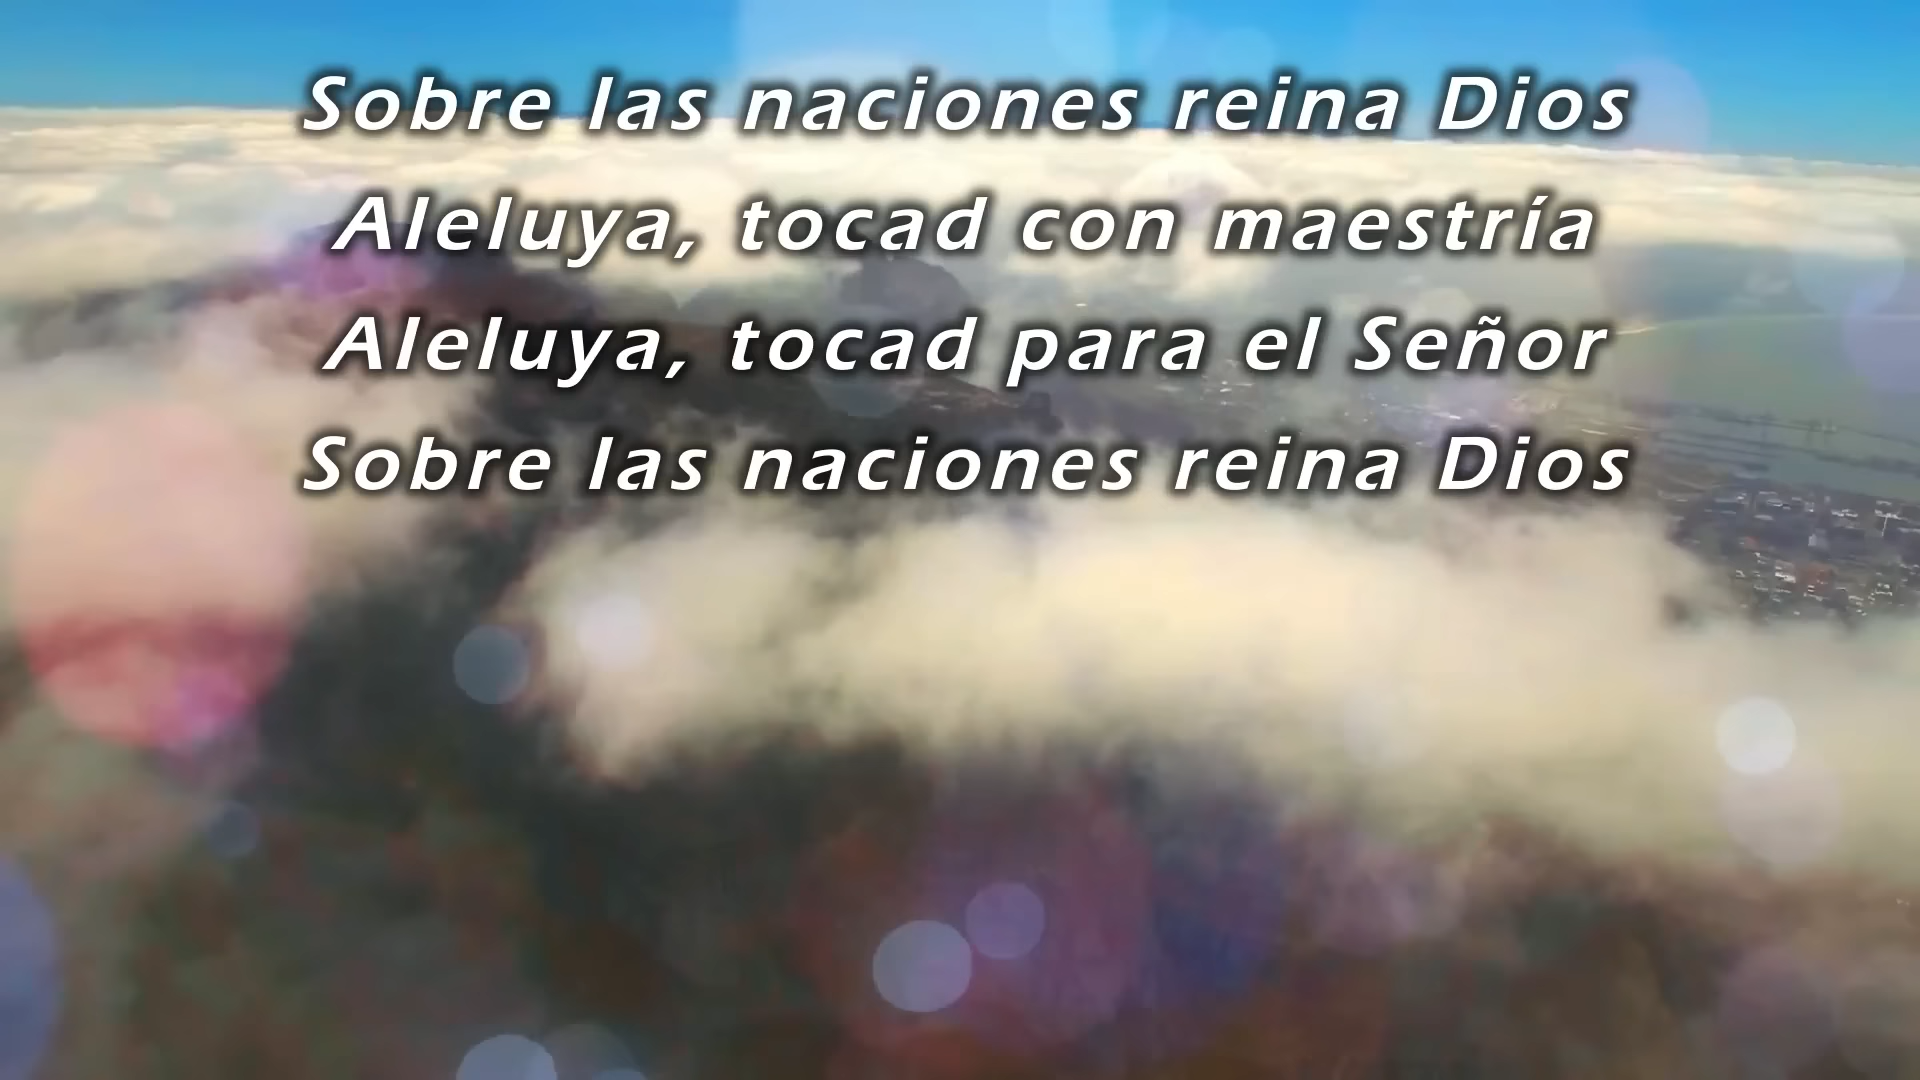 Sobre las naciones reina Dios
Aleluya, tocad con maestría
Aleluya, tocad para el Señor
Sobre las naciones reina Dios